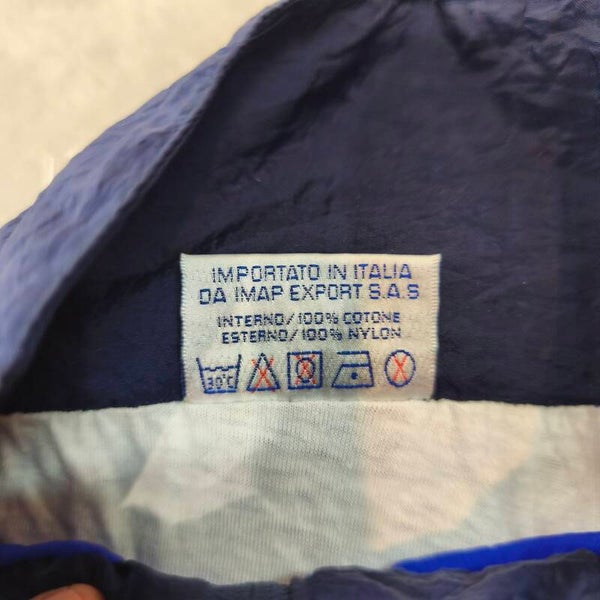 IMPORTATO IN ITALIA
DA IMAP EXPORT S.A.S
INTERNO/100% COTONE
ESTERNO/100% NYLON
30°C